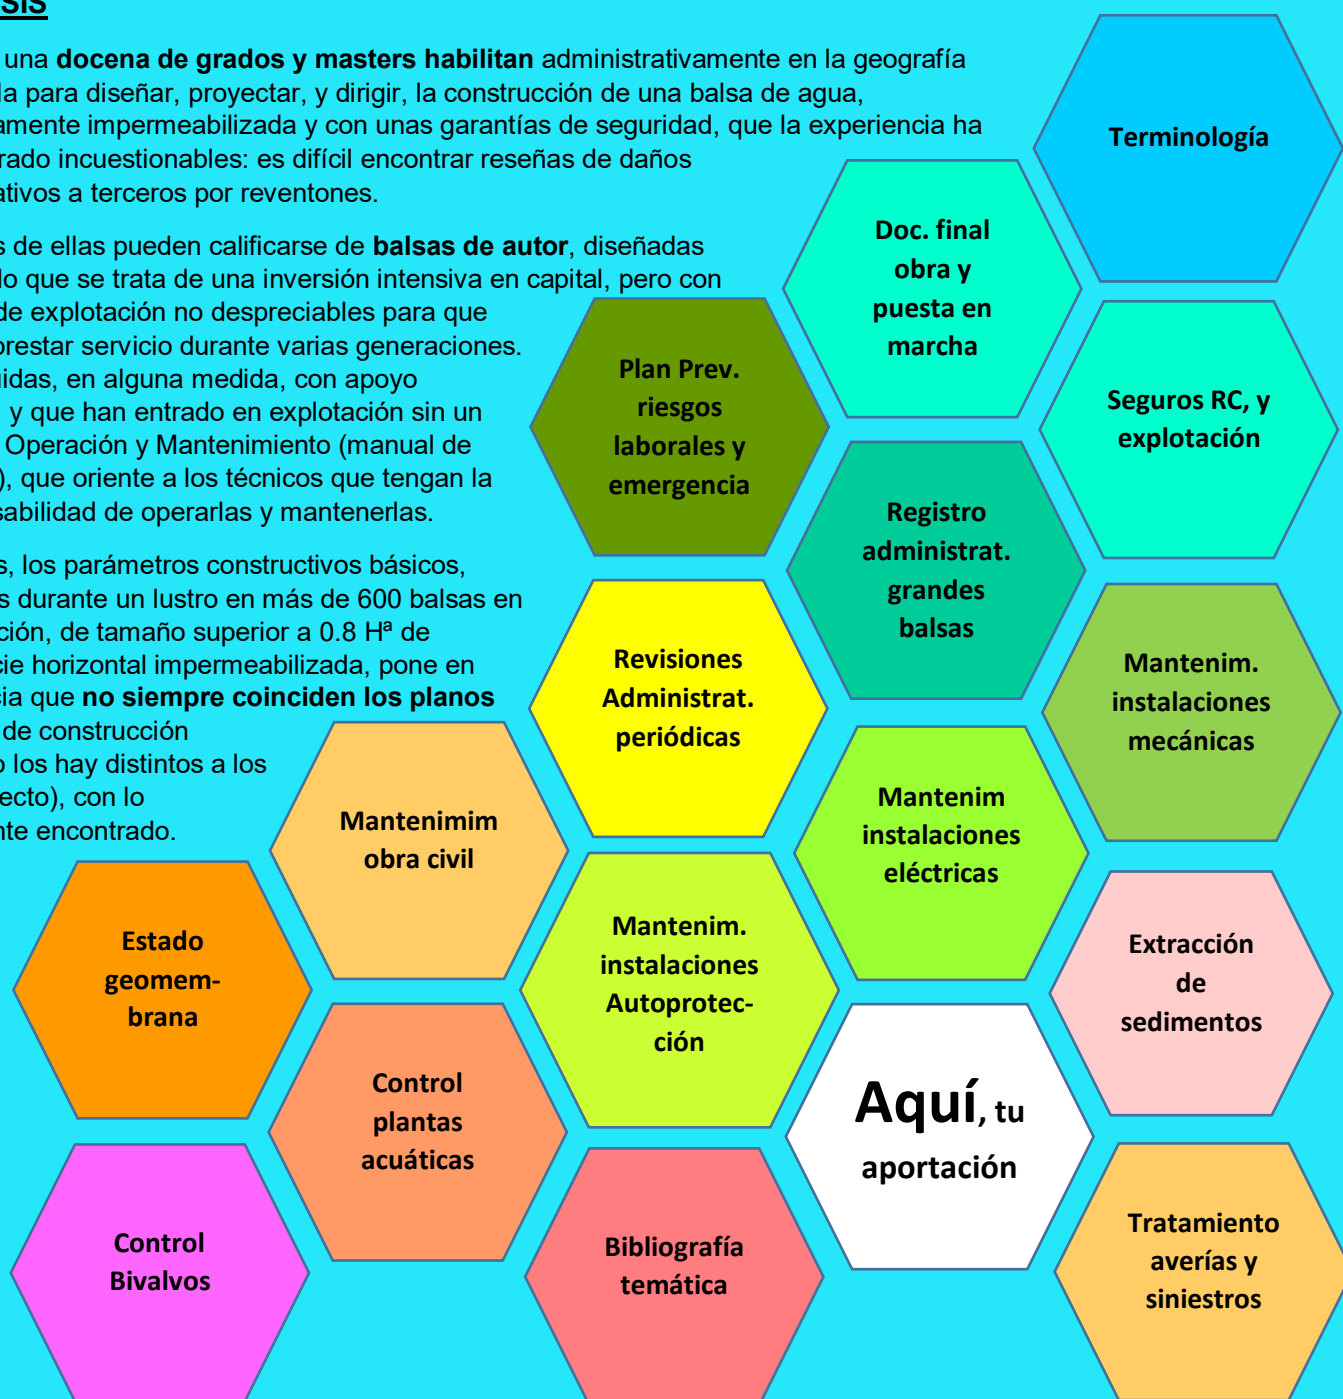 SIS
una docena de grados y masters habilitan administrativamente en la geografía
la para diseñar, proyectar, y dirigir, la construcción de una balsa de agua,
amente impermeabilizada y con unas garantías de seguridad, que la experiencia ha
rado incuestionables: es difícil encontrar reseñas de daños
ativos a terceros por reventones.
s de ellas pueden calificarse de balsas de autor, diseñadas
lo que se trata de una inversión intensiva en capital, pero con
de explotación no despreciables para que
prestar servicio durante varias generaciones.
uidas, en alguna medida, con apoyo
y que han entrado en explotación sin un
Operación y Mantenimiento (manual de
), que oriente a los técnicos que tengan la
sabilidad de operarlas y mantenerlas.
s, los parámetros constructivos básicos,
s durante un lustro en más de 600 balsas en
ción, de tamaño superior a 0.8 Hª de
cie horizontal impermeabilizada, pone en
cia que no siempre coinciden los planos
de construcción
o los hay distintos a los
ecto), con lo
nte encontrado.
Terminología
Doc. final
obra y
puesta en
marcha
Plan Prev.
riesgos
laborales y
emergencia
Seguros RC, y
explotación
Registro
administrat.
grandes
balsas
Revisiones
Administrat.
periódicas
Mantenim.
instalaciones
mecánicas
Mantenimim
obra civil
Mantenim
instalaciones
eléctricas
Estado
geomem-
brana
Mantenim.
instalaciones
Autoprotec-
ción
Extracción
de
sedimentos
Control
plantas
acuáticas
Aquí, tu
aportación
Control
Bivalvos
Bibliografía
temática
Tratamiento
averías y
siniestros